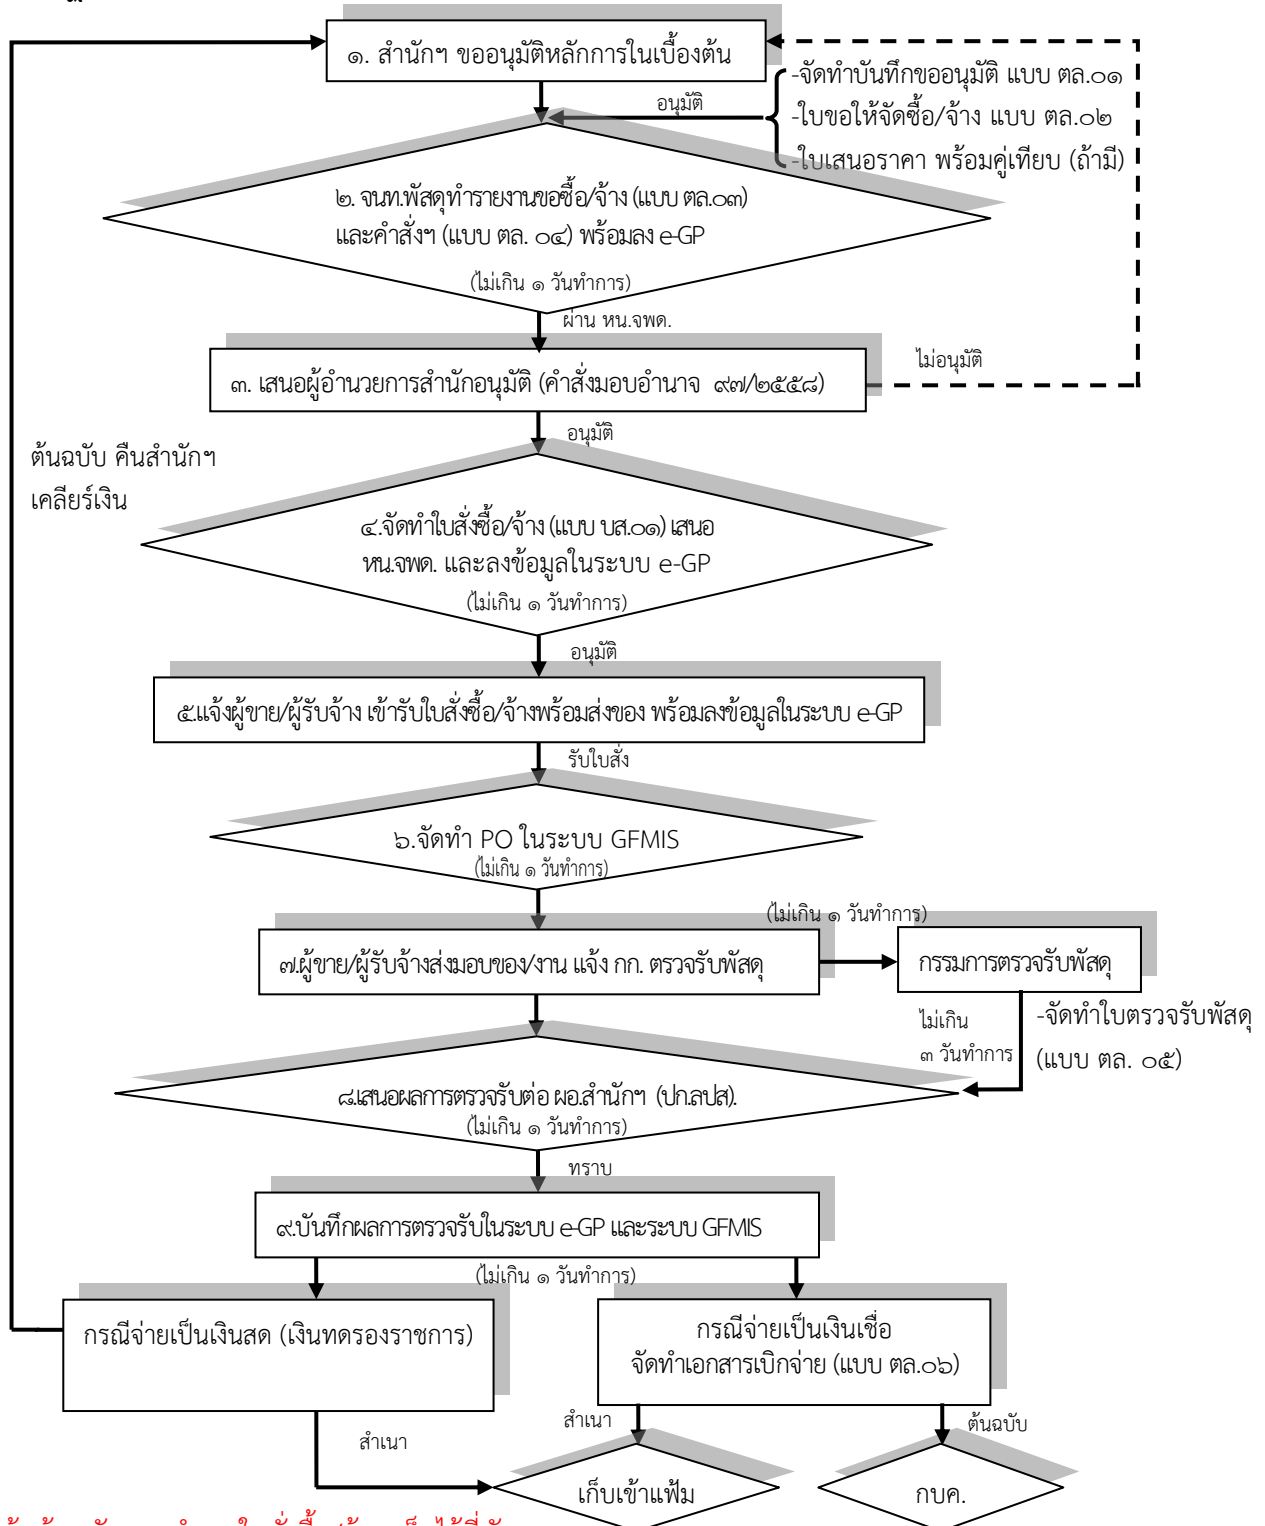 ๑. สำนักฯ ขออนุมัติหลักการในเบื้องต้น
อนุมัติ
-จัดทำบันทึกขออนุมัติ แบบ ตล.๐๑
-ใบขอให้จัดซื้อ/จ้าง แบบ ตล.๐๒
-ใบเสนอราคา พร้อมคู่เทียบ (ถ้ามี)
๒. จนท.พัสดุทำรายงานขอซื้อ/จ้าง (แบบ ตล.๐๓)
และคำสั่งฯ (แบบ ตล. ๐๔) พร้อมลง e-GP
(ไม่เกิน ๑ วันทำการ)
ผ่าน หน.จพด.
๓. เสนอผู้อำนวยการสำนักอนุมัติ (คำสั่งมอบอำนาจ ๙๗/๒๕๕๘)
ไม่อนุมัติ
อนุมัติ
ต้นฉบับ คืนสำนักฯ
เคลียร์เงิน
๔.จัดทำใบสั่งซื้อ/จ้าง (แบบ บส.๐๑) เสนอ
หน.จพด. และลงข้อมูลในระบบ e-GP
(ไม่เกิน ๑ วันทำการ)
อนุมัติ
๕.แจ้งผู้ขาย/ผู้รับจ้าง เข้ารับใบสั่งซื้อ/จ้างพร้อมส่งของ พร้อมลงข้อมูลในระบบ e-GP
รับใบสั่ง
๖.จัดทำ PO ในระบบ GFMIS
(ไม่เกิน ๑ วันทำการ)
(ไม่เกิน ๑ วันทำการ)
๗.ผู้ขาย/ผู้รับจ้างส่งมอบของ/งาน แจ้ง กก. ตรวจรับพัสดุ
กรรมการตรวจรับพัสดุ
ไม่เกิน
๓ วันทำการ
-จัดทำใบตรวจรับพัสดุ
(แบบ ตล. ๐๕)
๘.เสนอผลการตรวจรับต่อ ผอ.สำนักฯ (ปก.ลปส).
(ไม่เกิน ๑ วันทำการ)
ทราบ
๙.บันทึกผลการตรวจรับในระบบ e-GP และระบบ GFMIS
(ไม่เกิน ๑ วันทำการ)
กรณีจ่ายเป็นเงินสด (เงินทดรองราชการ)
กรณีจ่ายเป็นเงินเชื่อ
จัดทำเอกสารเบิกจ่าย (แบบ ตล.๐๖)
สำเนา
สำเนา
ต้นฉบับ
เก็บเข้าแฟ้ม
กบค.